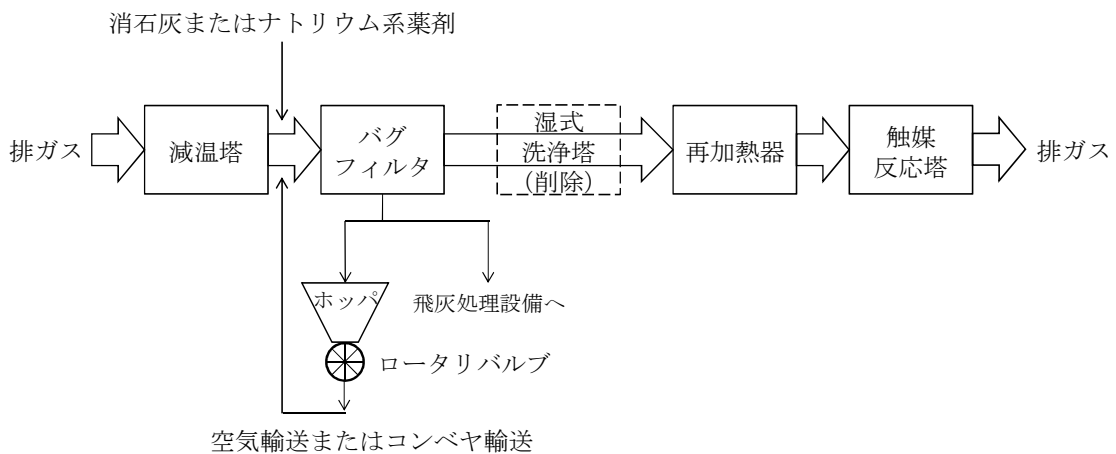 消石灰またはナトリウム系薬剤
排ガス
減温塔
バグ
フィルタ
湿式
洗浄塔
(削除)
再加熱器
触媒
反応塔
排ガス
ホッパ
飛灰処理設備へ
ロータリバルブ
空気輸送またはコンベヤ輸送